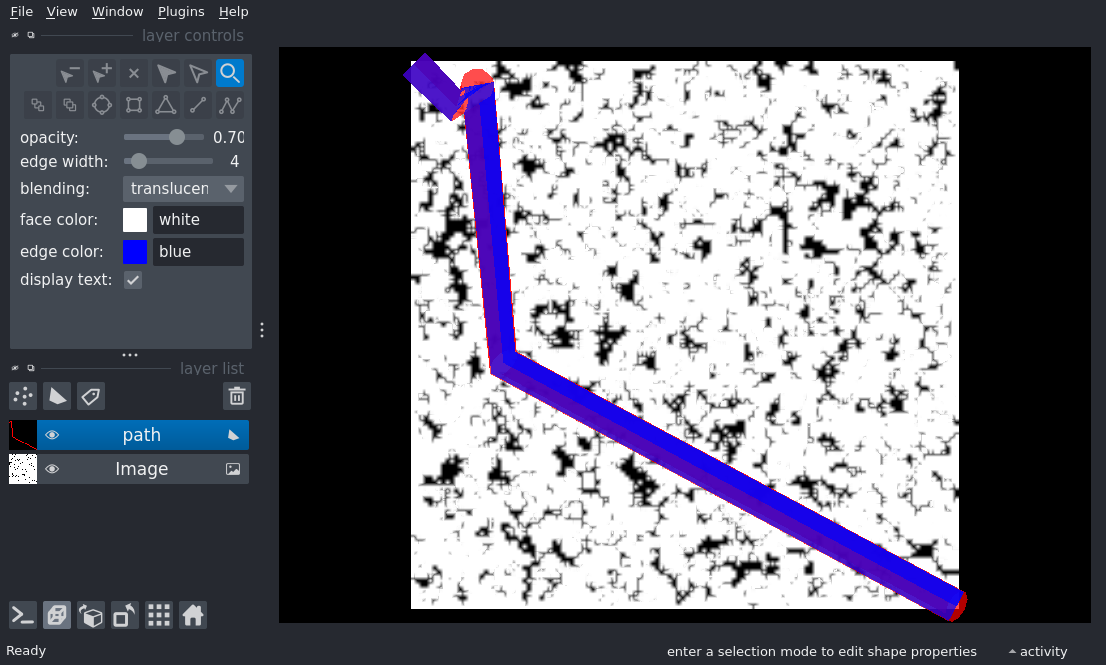 File View Window Plugins Help
layer controls
opacity: 0.70
edge width: 4
blending: translucen
face color: white
edge color: blue
display text:
layer list
path
Image
Ready
enter a selection mode to edit shape properties
activity